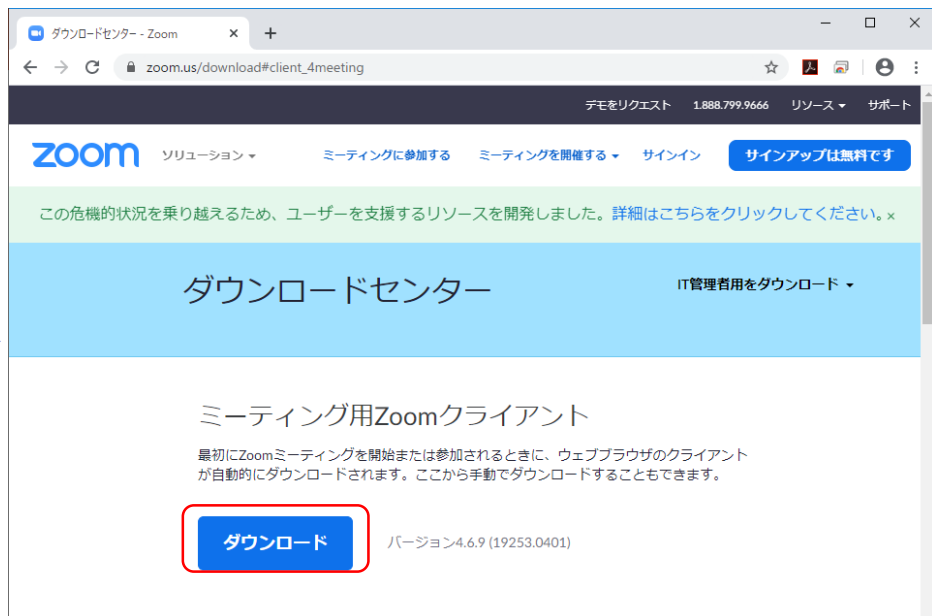 ダウンロードセンター - Zoom
zoom.us/download#client_4meeting
デモをリクエスト 1.888.799.9666 リソース サポート
zoom ソリューション ミーティングに参加する ミーティングを開催する サインイン サインアップは無料です
この危機的状況を乗り越えるため、ユーザーを支援するリソースを開発しました。詳細はこちらをクリックしてください。×
ダウンロードセンター IT管理者用をダウンロード
ミーティング用Zoomクライアント
最初にZoomミーティングを開始または参加されるときに、ウェブブラウザのクライアント
が自動的にダウンロードされます。ここから手動でダウンロードすることもできます。
ダウンロード バージョン4.6.9 (19253.0401)